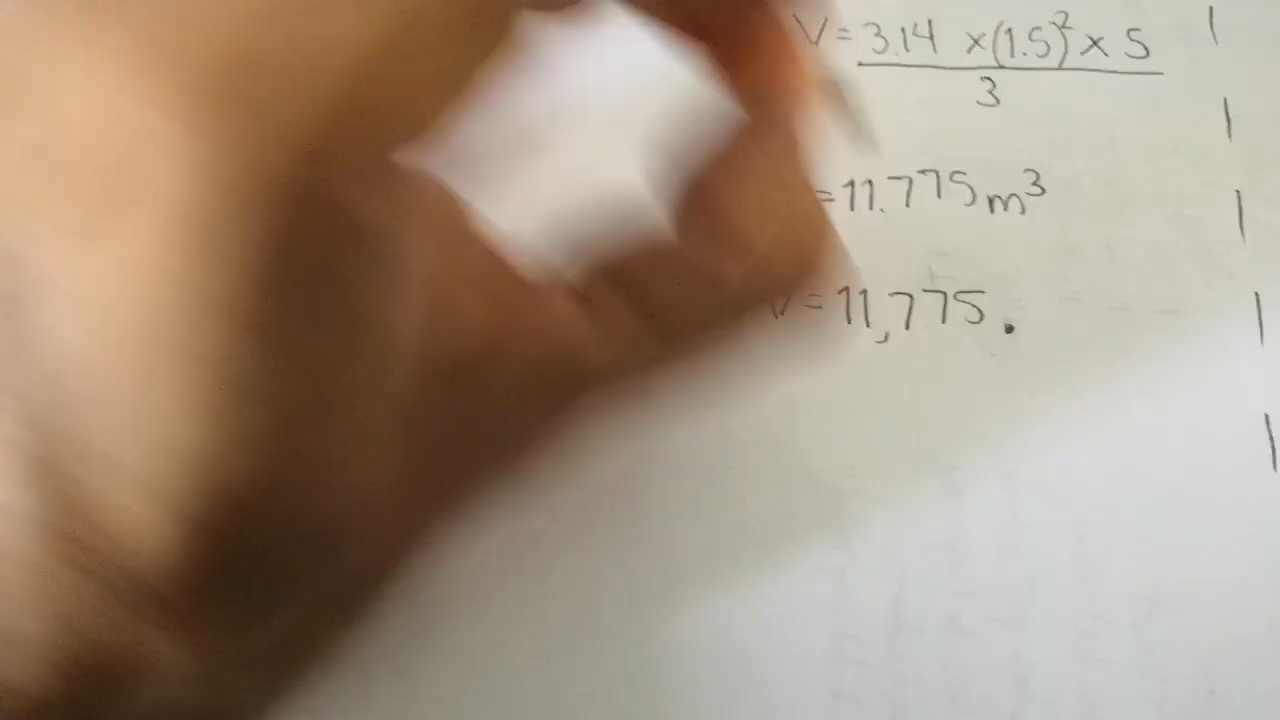 V = 3.14 x (1.5)² x 5
3
= 11.775 m³
V = 11,775.